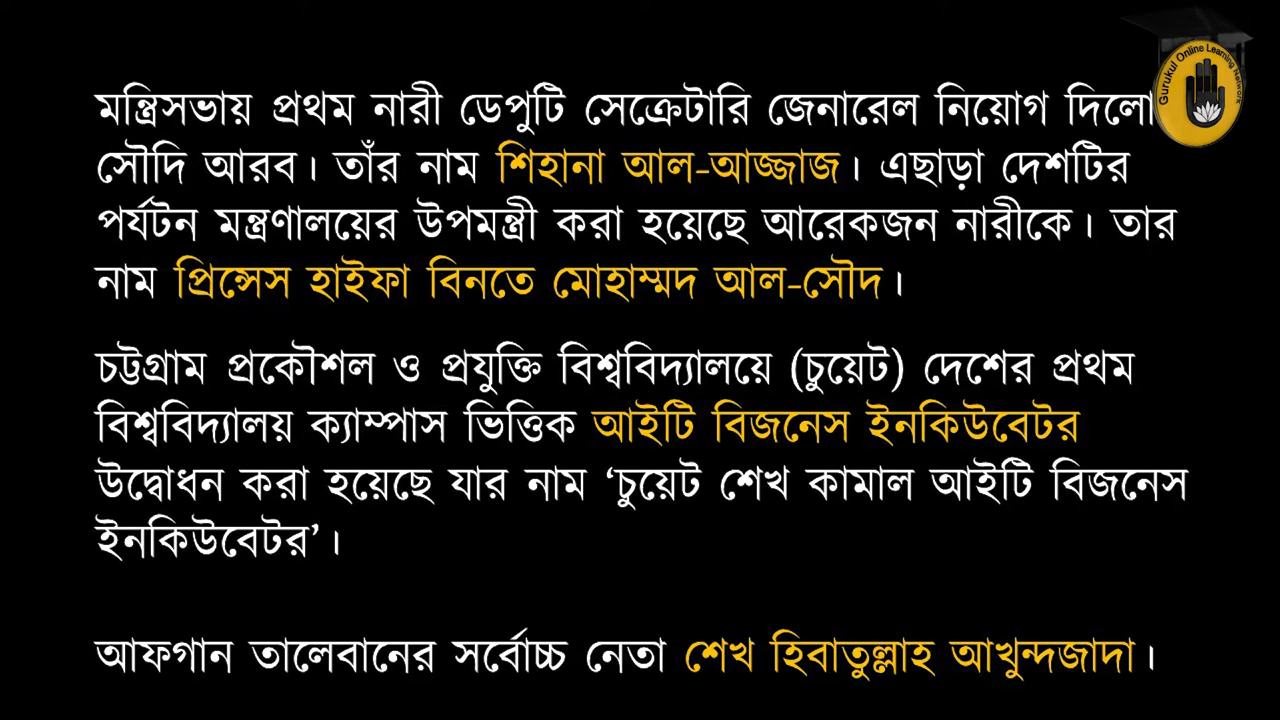 মন্ত্রিসভায় প্রথম নারী ডেপুটি সেক্রেটারি জেনারেল নিয়োগ দিলো
সৌদি আরব। তাঁর নাম শিহানা আল-আজ্জাজ। এছাড়া দেশটির
পর্যটন মন্ত্রণালয়ের উপমন্ত্রী করা হয়েছে আরেকজন নারীকে। তার
নাম প্রিন্সেস হাইফা বিনতে মোহাম্মদ আল-সৌদ।
চট্টগ্রাম প্রকৌশল ও প্রযুক্তি বিশ্ববিদ্যালয়ে (চুয়েট) দেশের প্রথম
বিশ্ববিদ্যালয় ক্যাম্পাস ভিত্তিক আইটি বিজনেস ইনকিউবেটর
উদ্বোধন করা হয়েছে যার নাম ‘চুয়েট শেখ কামাল আইটি বিজনেস
ইনকিউবেটর’।
আফগান তালেবানের সর্বোচ্চ নেতা শেখ হিবাতুল্লাহ আখুন্দজাদা।
Gurukul Online Learning Network